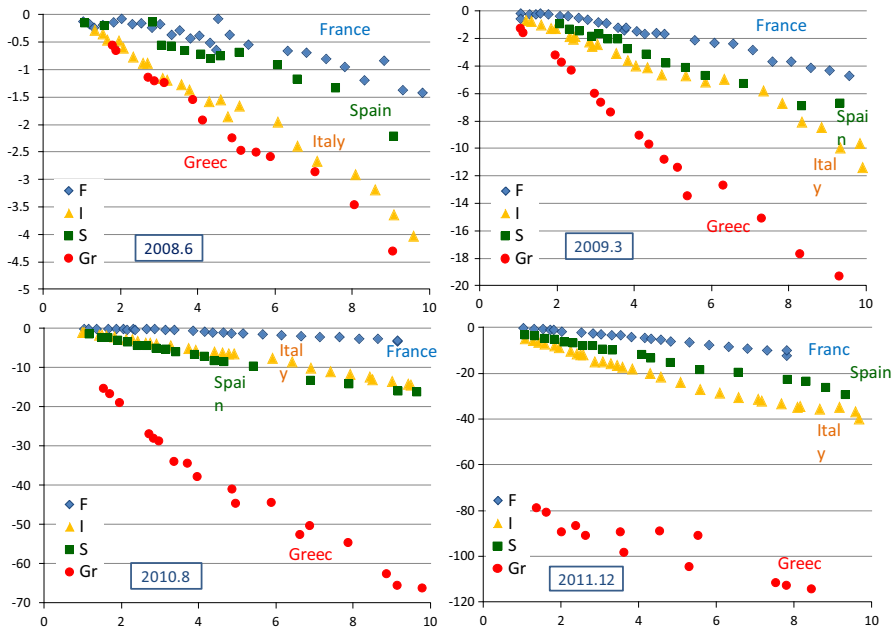 0
-0.5
-1
-1.5
-2
-2.5
-3
-3.5
-4
-4.5
-5
0 2 4 6 8 10
France
Spain
Italy
Greec
F
I
S
Gr
2008.6
0
-2
-4
-6
-8
-10
-12
-14
-16
-18
-20
0 2 4 6 8 10
France
Spai
n
Ital
y
Greec
F
I
S
Gr
2009.3
0
-10
-20
-30
-40
-50
-60
-70
0 2 4 6 8 10
Ital
y
France
Spai
n
Greec
F
I
S
Gr
2010.8
0
-20
-40
-60
-80
-100
-120
0 2 4 6 8 10
Franc
Spain
Ital
y
Greec
F
I
S
Gr
2011.12